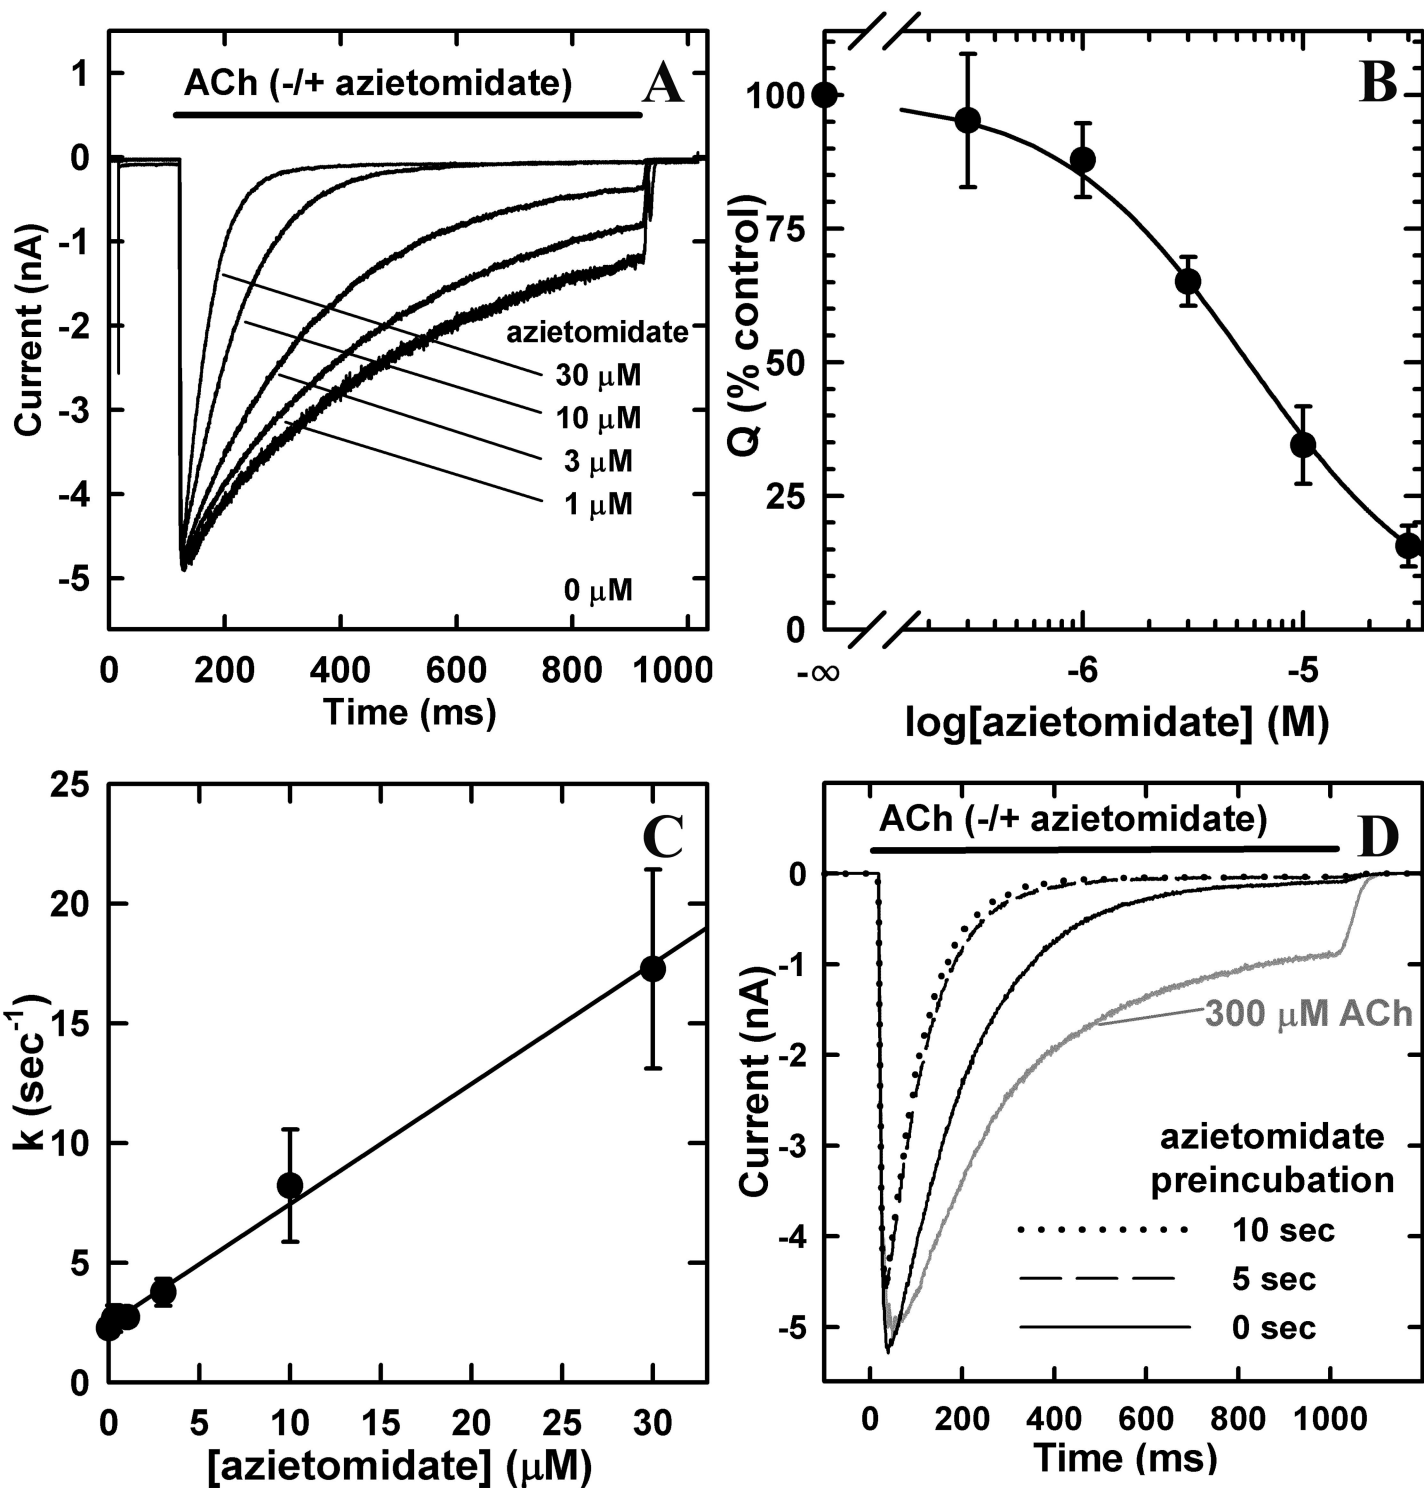 A
ACh (-/+ azietomidate)
1
0
-1
-2
-3
-4
-5
Current (nA)
azietomidate
30 μM
10 μM
3 μM
1 μM
0 μM
0 200 400 600 800 1000
Time (ms)
B
100
75
50
25
0
Q (% control)
-∞ -6 -5
log[azietomidate] (M)
C
25
20
15
10
5
0
k (sec-1)
0 5 10 15 20 25 30
[azietomidate] (μM)
D
ACh (-/+ azietomidate)
0
-1
-2
-3
-4
-5
Current (nA)
300 μM ACh
azietomidate
preincubation
10 sec
5 sec
0 sec
0 200 400 600 800 1000
Time (ms)